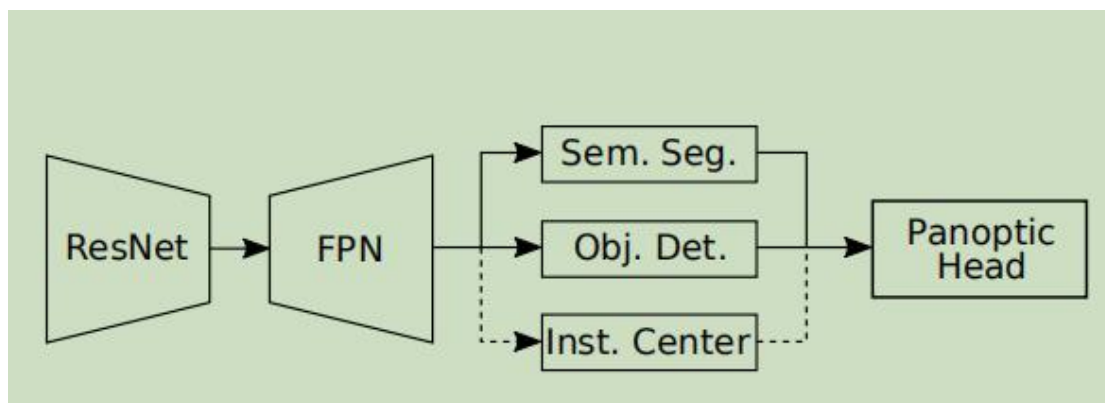 ResNet
FPN
Sem. Seg.
Obj. Det.
Inst. Center
Panoptic
Head